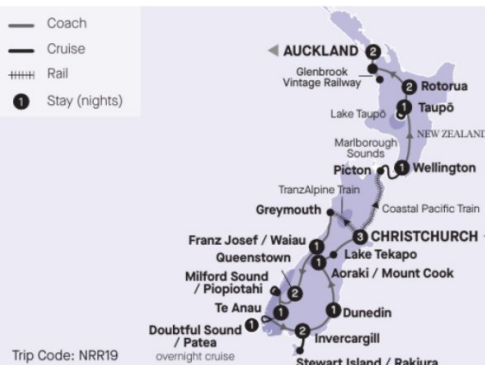 Coach
Cruise
Rail
1 Stay (nights)
AUCKLAND
2
Glenbrook
Vintage Railway
2
Rotorua
1
Taupō
Lake Taupō
NEW ZEALAND
Marlborough
Sounds
Picton
1
Wellington
TranzAlpine Train
Greymouth
Coastal Pacific Train
3
CHRISTCHURCH
Franz Josef / Waiau
1
Lake Tekapo
Queenstown
1
Aoraki / Mount Cook
Milford Sound
/ Piopiotahi
2
Te Anau
1
1
Dunedin
Doubtful Sound
/ Patea
1
overnight cruise
2
Invercargill
Stewart Island / Rakiura
Trip Code: NRR19